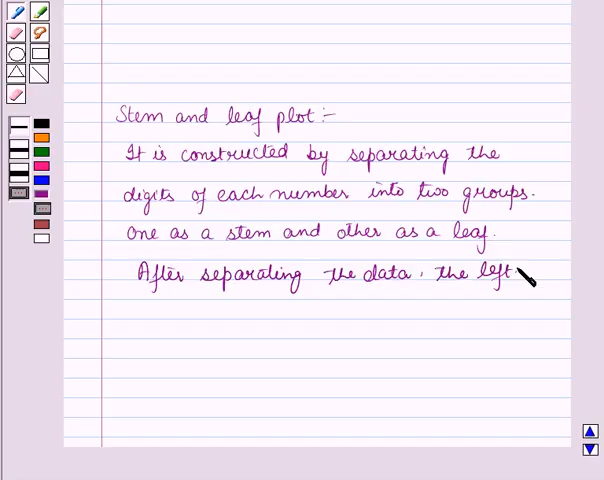 Stem and leaf plot :-
It is constructed by separating the
digits of each number into two groups.
One as a stem and other as a leaf.
After separating the data, the left